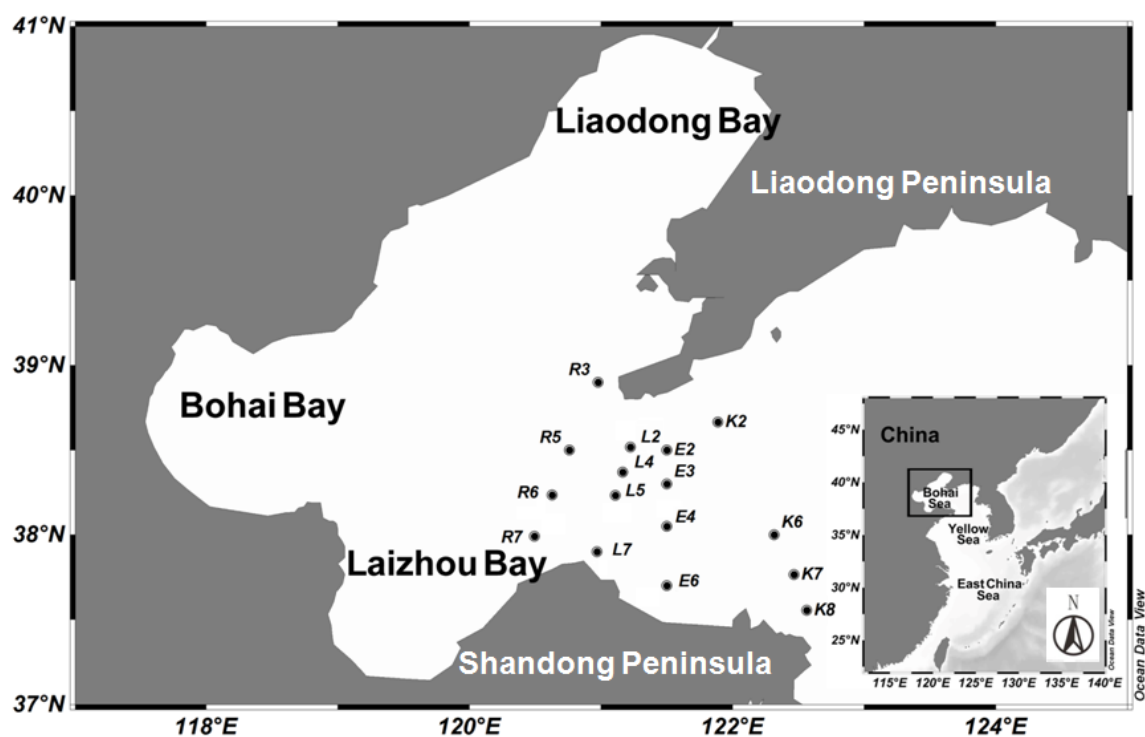 41°N
Liaodong Bay
Liaodong Peninsula
40°N
39°N
R3
Bohai Bay
K2
R5
L2
E2
L4
E3
R6
L5
E4
K6
38°N
R7
L7
Laizhou Bay
K7
E6
K8
Shandong Peninsula
37°N
118°E
120°E
122°E
124°E
Ocean Data View
45°N
China
40°N
Bohai
Sea
35°N
Yellow
Sea
30°N
East China
Sea
N
25°N
Ocean Data View
115°E 120°E 125°E 130°E 135°E 140°E